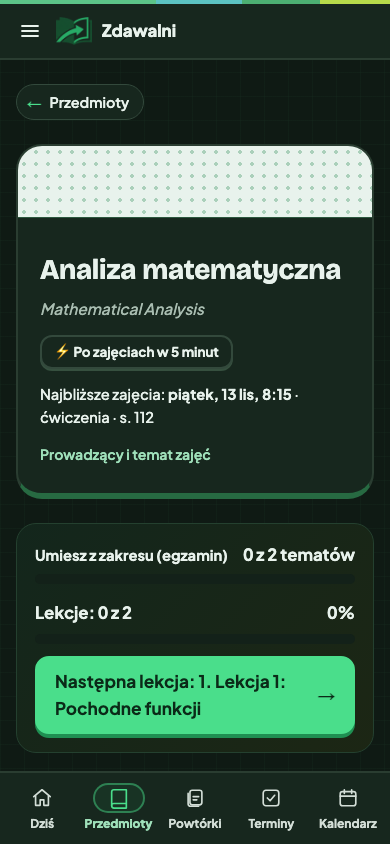 Zdawalni
← Przedmioty
Analiza matematyczna
Mathematical Analysis
⚡ Po zajęciach w 5 minut
Najbliższe zajęcia: piątek, 13 lis, 8:15 ·
ćwiczenia · s. 112
Prowadzący i temat zajęć
Umiesz z zakresu (egzamin) 0 z 2 tematów
Lekcje: 0 z 2 0%
Następna lekcja: 1. Lekcja 1:
Pochodne funkcji →
Dziś Przedmioty Powtórki Terminy Kalendarz